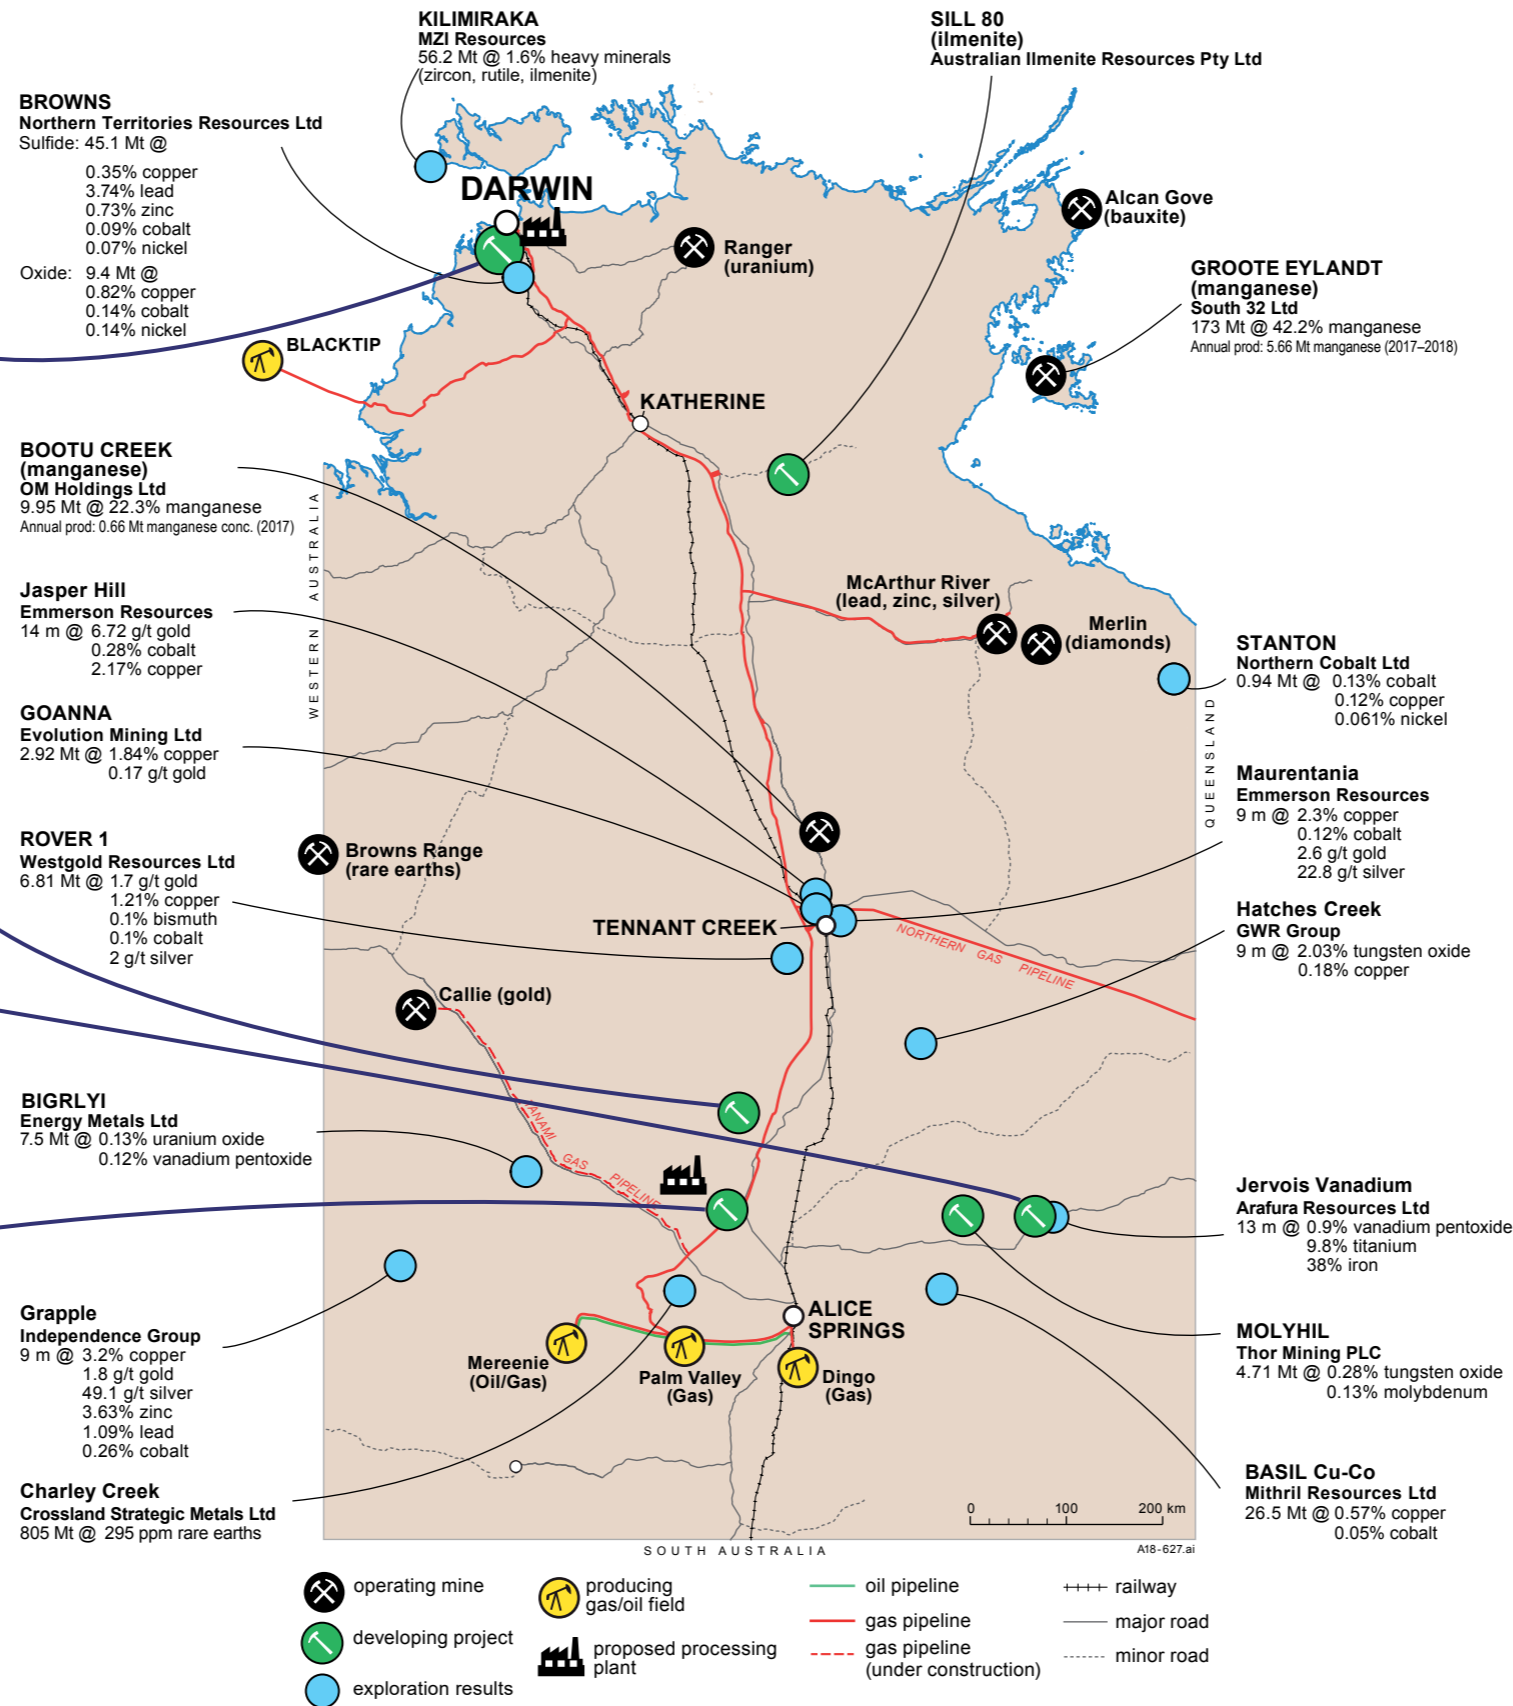 KILIMIRAKA
MZI Resources
56.2 Mt @ 1.6% heavy minerals
(zircon, rutile, ilmenite)
SILL 80
(ilmenite)
Australian Ilmenite Resources Pty Ltd
BROWNS
Northern Territories Resources Ltd
Sulfide: 45.1 Mt @
0.35% copper
3.74% lead
0.73% zinc
0.09% cobalt
0.07% nickel
Oxide: 9.4 Mt @
0.82% copper
0.14% cobalt
0.14% nickel
DARWIN
Ranger
(uranium)
Alcan Gove
(bauxite)
GROOTE EYLANDT
(manganese)
South 32 Ltd
173 Mt @ 42.2% manganese
Annual prod: 5.66 Mt manganese (2017–2018)
BLACKTIP
KATHERINE
BOOTU CREEK
(manganese)
OM Holdings Ltd
9.95 Mt @ 22.3% manganese
Annual prod: 0.66 Mt manganese conc. (2017)
WESTERN AUSTRALIA
Jasper Hill
Emmerson Resources
14 m @ 6.72 g/t gold
0.28% cobalt
2.17% copper
McArthur River
(lead, zinc, silver)
Merlin
(diamonds)
STANTON
Northern Cobalt Ltd
0.94 Mt @ 0.13% cobalt
0.12% copper
0.061% nickel
QUEENSLAND
GOANNA
Evolution Mining Ltd
2.92 Mt @ 1.84% copper
0.17 g/t gold
Maurentania
Emmerson Resources
9 m @ 2.3% copper
0.12% cobalt
2.6 g/t gold
22.8 g/t silver
ROVER 1
Westgold Resources Ltd
6.81 Mt @ 1.7 g/t gold
1.21% copper
0.1% bismuth
0.1% cobalt
2 g/t silver
Browns Range
(rare earths)
TENNANT CREEK
NORTHERN GAS PIPELINE
Hatches Creek
GWR Group
9 m @ 2.03% tungsten oxide
0.18% copper
Callie (gold)
TANAMI GAS PIPELINE
BIGRLYI
Energy Metals Ltd
7.5 Mt @ 0.13% uranium oxide
0.12% vanadium pentoxide
Jervois Vanadium
Arafura Resources Ltd
13 m @ 0.9% vanadium pentoxide
9.8% titanium
38% iron
Grapple
Independence Group
9 m @ 3.2% copper
1.8 g/t gold
49.1 g/t silver
3.63% zinc
1.09% lead
0.26% cobalt
ALICE
SPRINGS
Mereenie
(Oil/Gas)
Palm Valley
(Gas)
Dingo
(Gas)
MOLYHIL
Thor Mining PLC
4.71 Mt @ 0.28% tungsten oxide
0.13% molybdenum
Charley Creek
Crossland Strategic Metals Ltd
805 Mt @ 295 ppm rare earths
BASIL Cu-Co
Mithril Resources Ltd
26.5 Mt @ 0.57% copper
0.05% cobalt
0 100 200 km
SOUTH AUSTRALIA
A18-627.ai
operating mine
developing project
exploration results
producing
gas/oil field
proposed processing
plant
oil pipeline
gas pipeline
gas pipeline
(under construction)
railway
major road
minor road